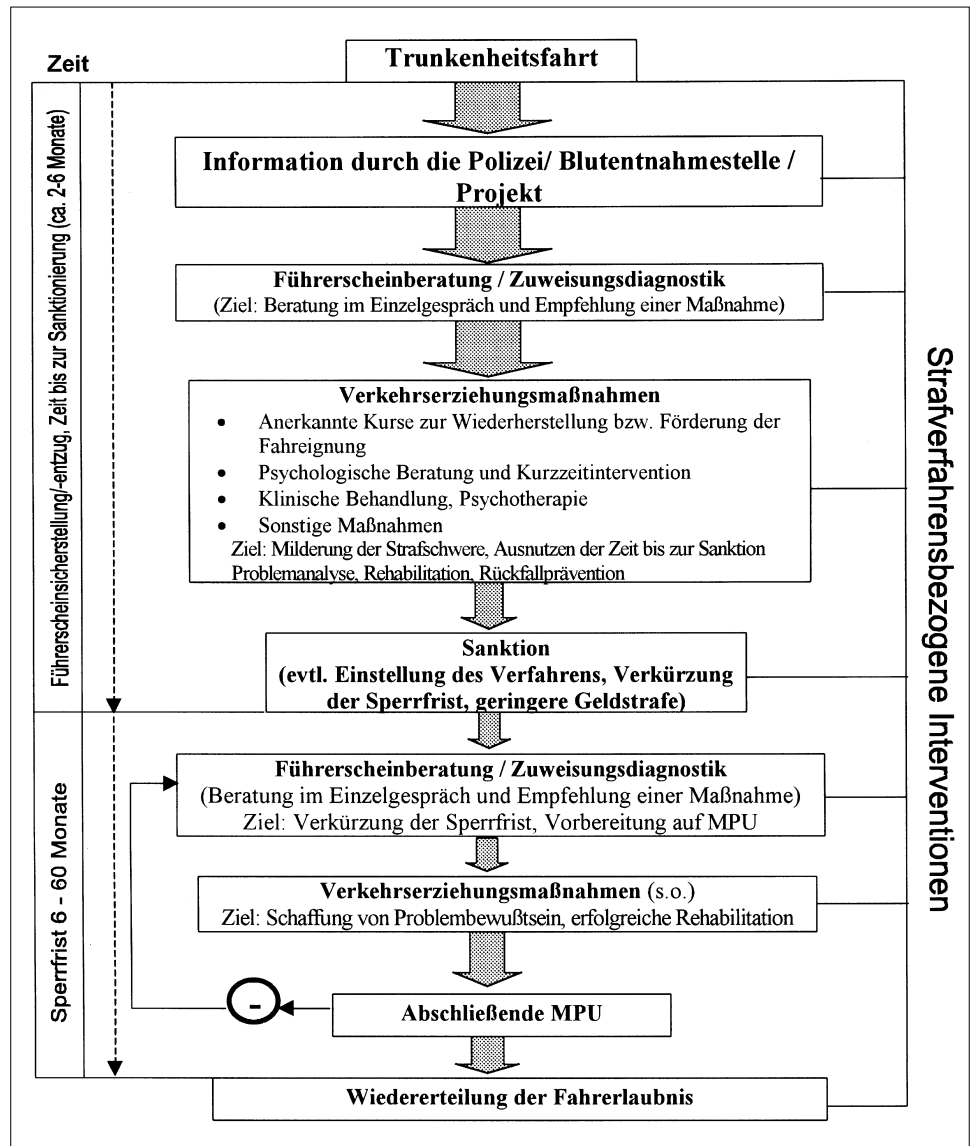 Zeit
Trunkenheitsfahrt
Information durch die Polizei/ Blutentnahmestelle /
Projekt
Führerscheinberatung / Zuweisungsdiagnostik
(Ziel: Beratung im Einzelgespräch und Empfehlung einer Maßnahme)
Verkehrserziehungsmaßnahmen
• Anerkannte Kurse zur Wiederherstellung bzw. Förderung der
Fahreignung
• Psychologische Beratung und Kurzzeitintervention
• Klinische Behandlung, Psychotherapie
• Sonstige Maßnahmen
Ziel: Milderung der Strafschwere, Ausnutzen der Zeit bis zur Sanktion
Problemanalyse, Rehabilitation, Rückfallprävention
Sanktion
(evtl. Einstellung des Verfahrens, Verkürzung
der Sperrfrist, geringere Geldstrafe)
Führerscheinberatung / Zuweisungsdiagnostik
(Beratung im Einzelgespräch und Empfehlung einer Maßnahme)
Ziel: Verkürzung der Sperrfrist, Vorbereitung auf MPU
Verkehrserziehungsmaßnahmen (s.o.)
Ziel: Schaffung von Problembewußtsein, erfolgreiche Rehabilitation
-
Abschließende MPU
Wiedererteilung der Fahrerlaubnis
Führerscheinsicherstellung/-entzug, Zeit bis zur Sanktionierung (ca. 2-6 Monate)
Sperrfrist 6 - 60 Monate
Strafverfahrensbezogene Interventionen